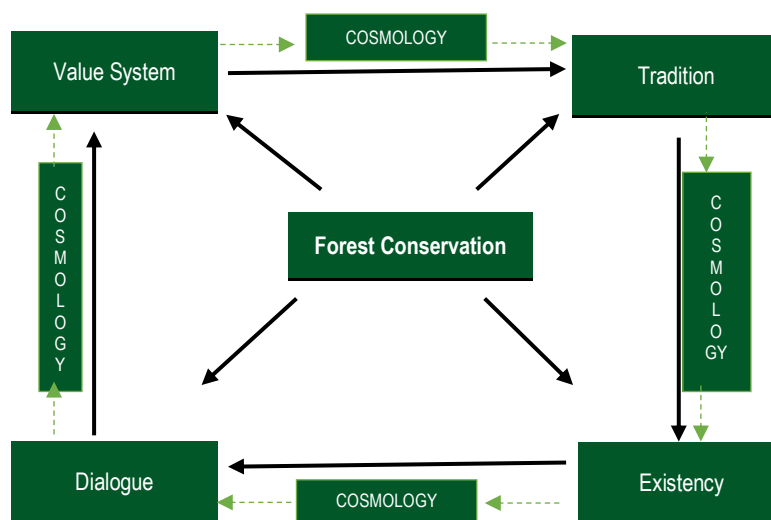 COSMOLOGY
Value System
Tradition
C
O
S
M
O
L
O
G
Y
Forest Conservation
C
O
S
M
O
L
O
GY
Dialogue
COSMOLOGY
Existency